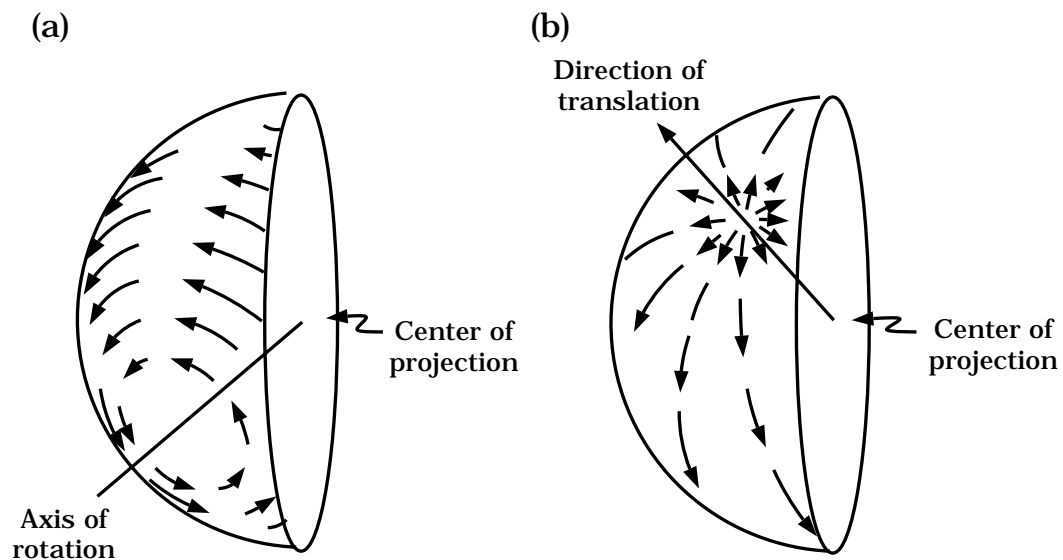 (a)
Axis of
rotation
Center of
projection
(b)
Direction of
translation
Center of
projection